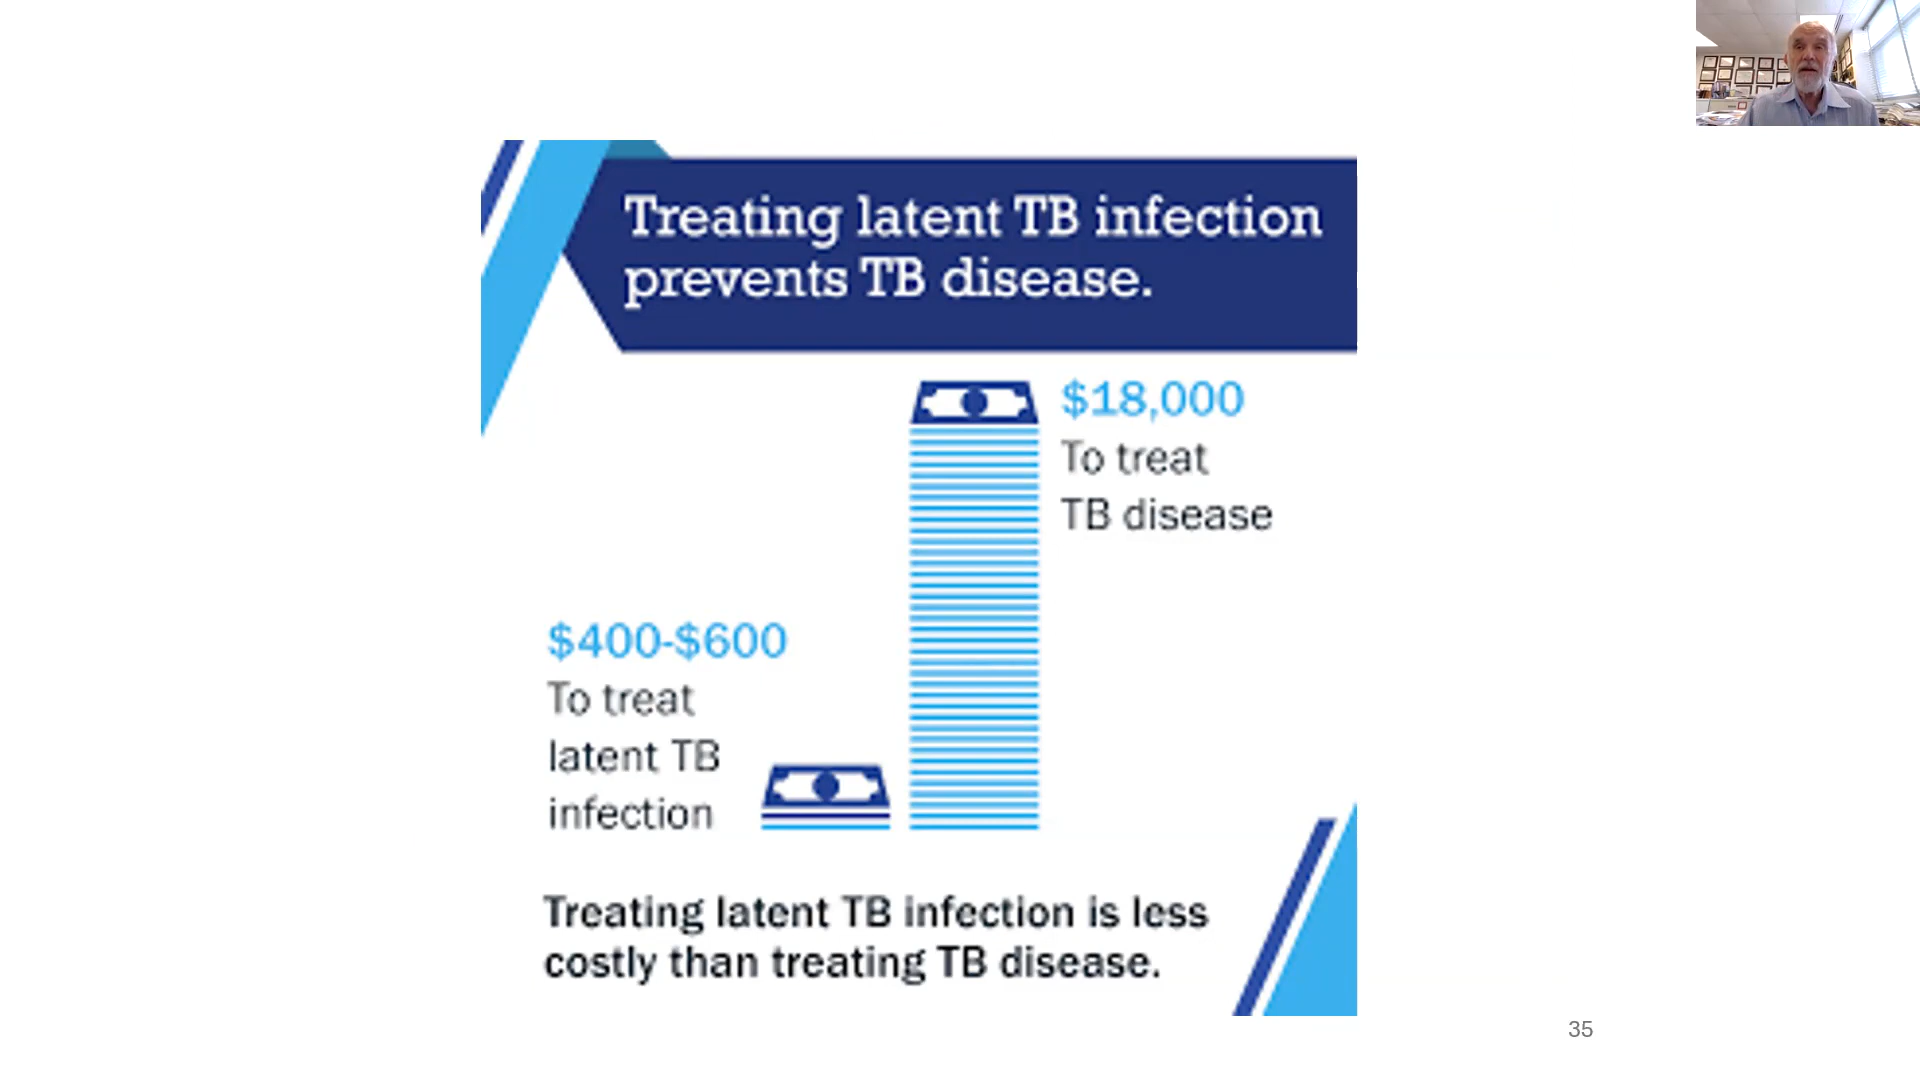 Treating latent TB infection
prevents TB disease.
$18,000
To treat
TB disease
$400-$600
To treat
latent TB
infection
Treating latent TB infection is less
costly than treating TB disease.
35